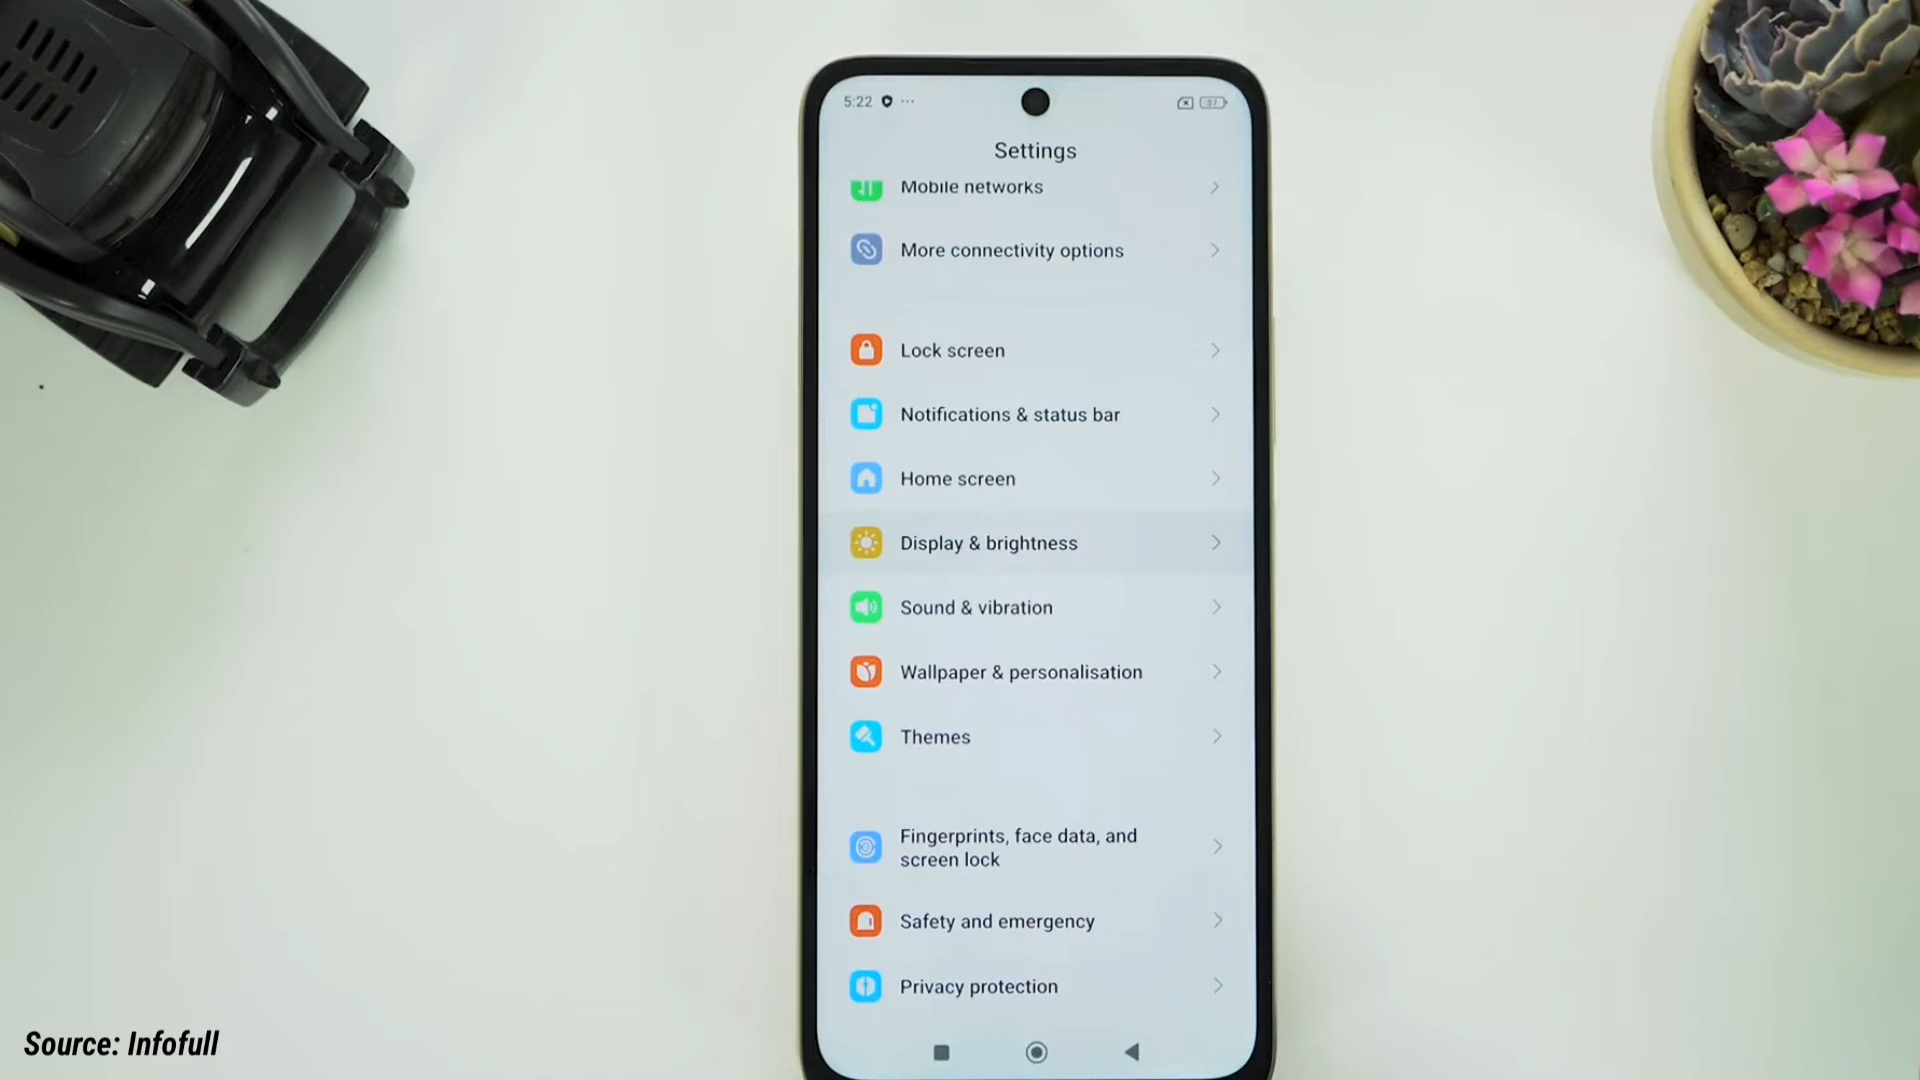 5:22
37
Settings
Mobile networks
More connectivity options
Lock screen
Notifications & status bar
Home screen
Display & brightness
Sound & vibration
Wallpaper & personalisation
Themes
Fingerprints, face data, and
screen lock
Safety and emergency
Privacy protection
Source: Infofull